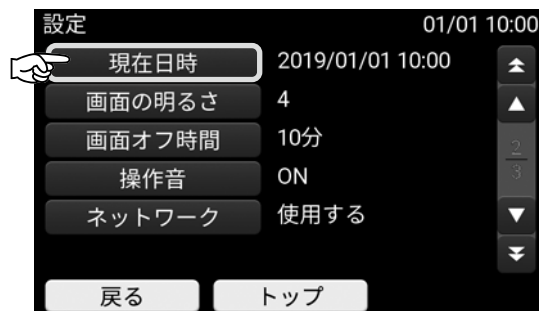 設定 01/01 10:00
現在日時 2019/01/01 10:00
画面の明るさ 4
画面オフ時間 10分
操作音 ON
ネットワーク 使用する
2
3
戻る トップ